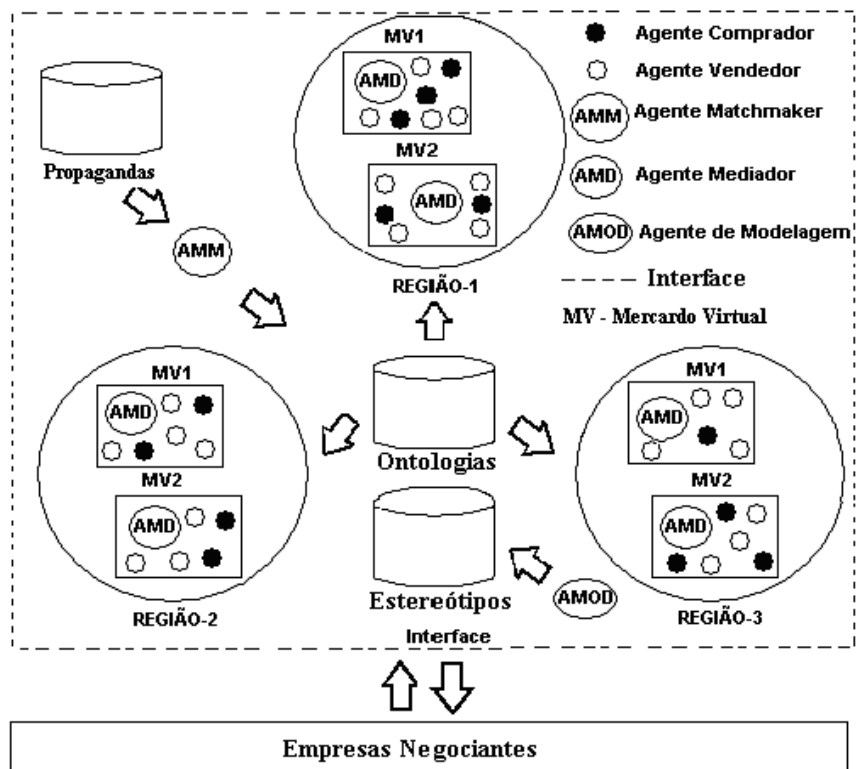 MV1
AMD
MV2
AMD
REGIÃO-1
Propagandas
AMM
Agente Comprador
Agente Vendedor
AMM Agente Matchmaker
AMD Agente Mediador
AMOD Agente de Modelagem
Interface
MV - Mercardo Virtual
MV1
AMD
MV2
AMD
REGIÃO-2
Ontologias
Estereótipos
AMOD
Interface
MV1
AMD
MV2
AMD
REGIÃO-3
Empresas Negociantes